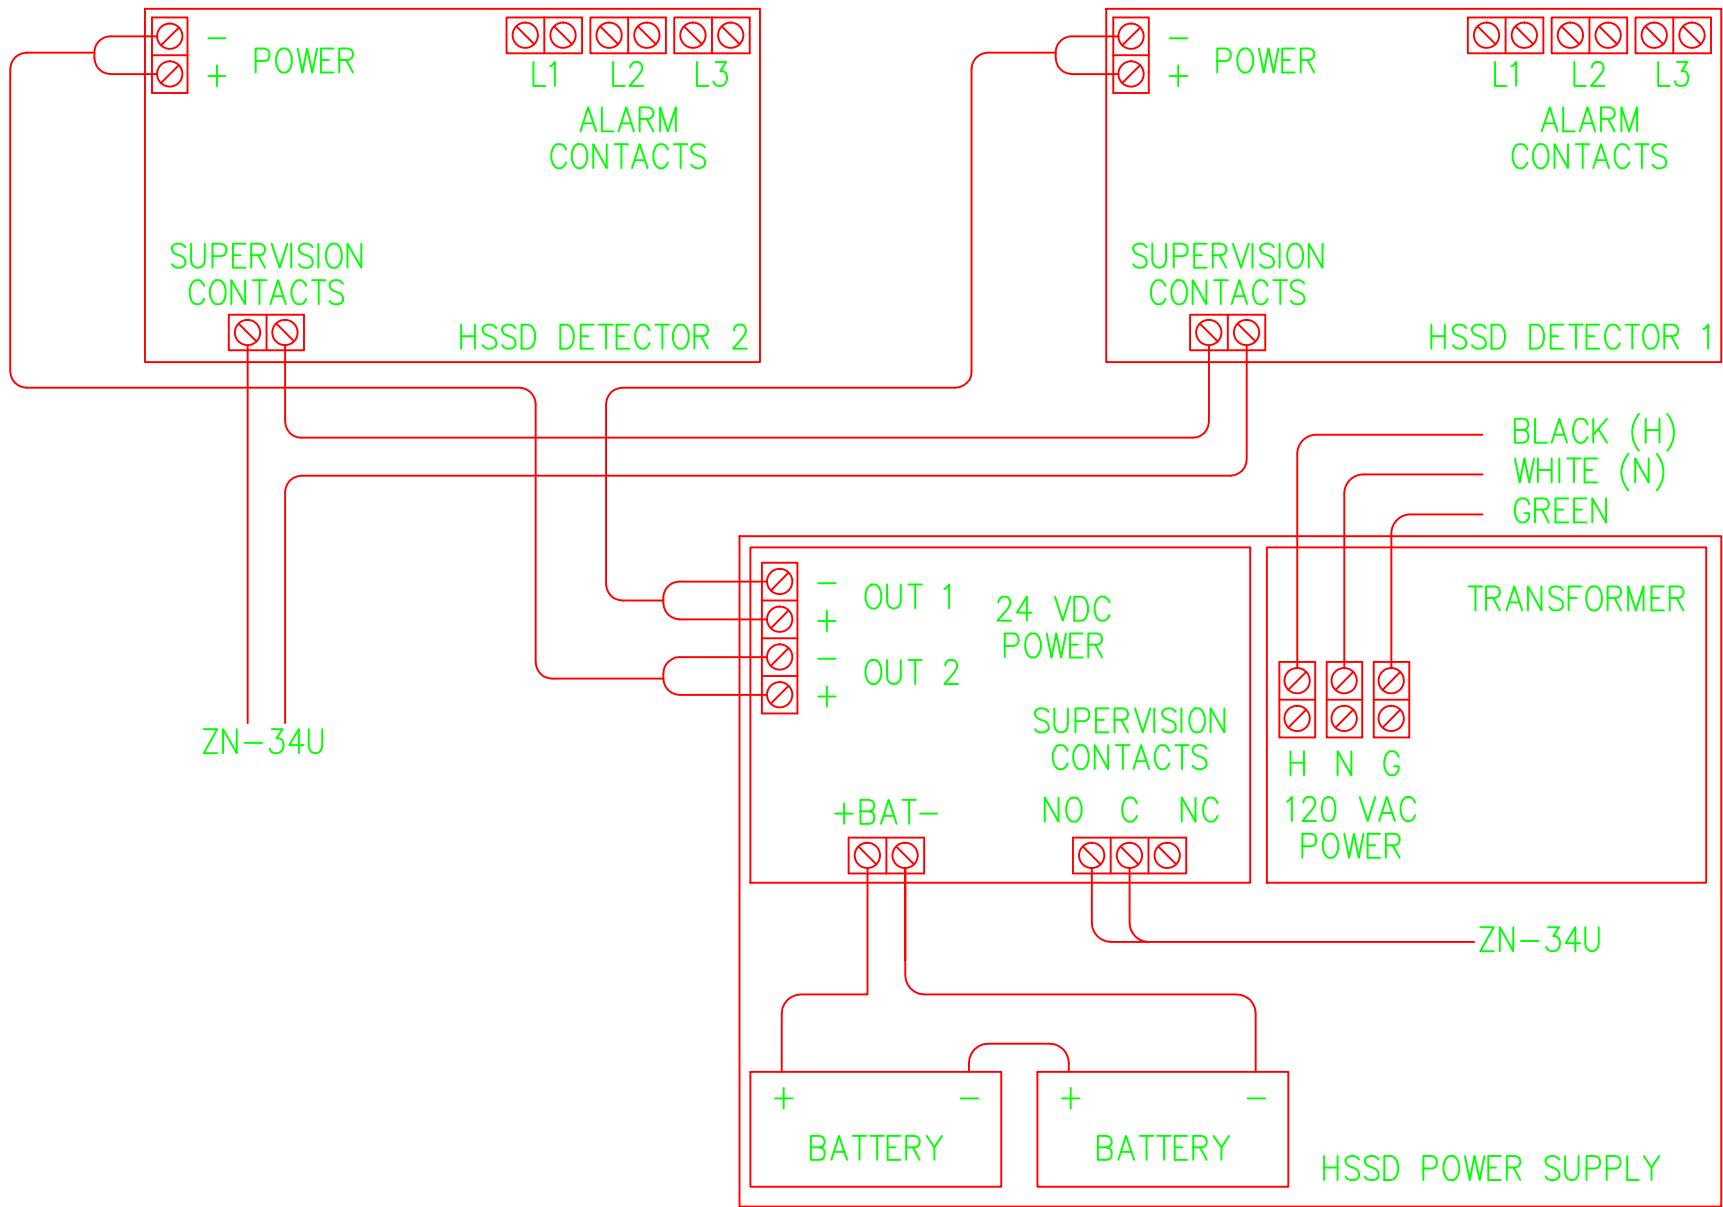 −
+
POWER
L1 L2 L3
ALARM
CONTACTS
SUPERVISION
CONTACTS
HSSD DETECTOR 2
−
+
POWER
L1 L2 L3
ALARM
CONTACTS
SUPERVISION
CONTACTS
HSSD DETECTOR 1
BLACK (H)
WHITE (N)
GREEN
ZN-34U
−
+
OUT 1
−
+
OUT 2
24 VDC
POWER
SUPERVISION
CONTACTS
NO C NC
+BAT−
TRANSFORMER
H N G
120 VAC
POWER
ZN-34U
+ −
BATTERY
+ −
BATTERY
HSSD POWER SUPPLY